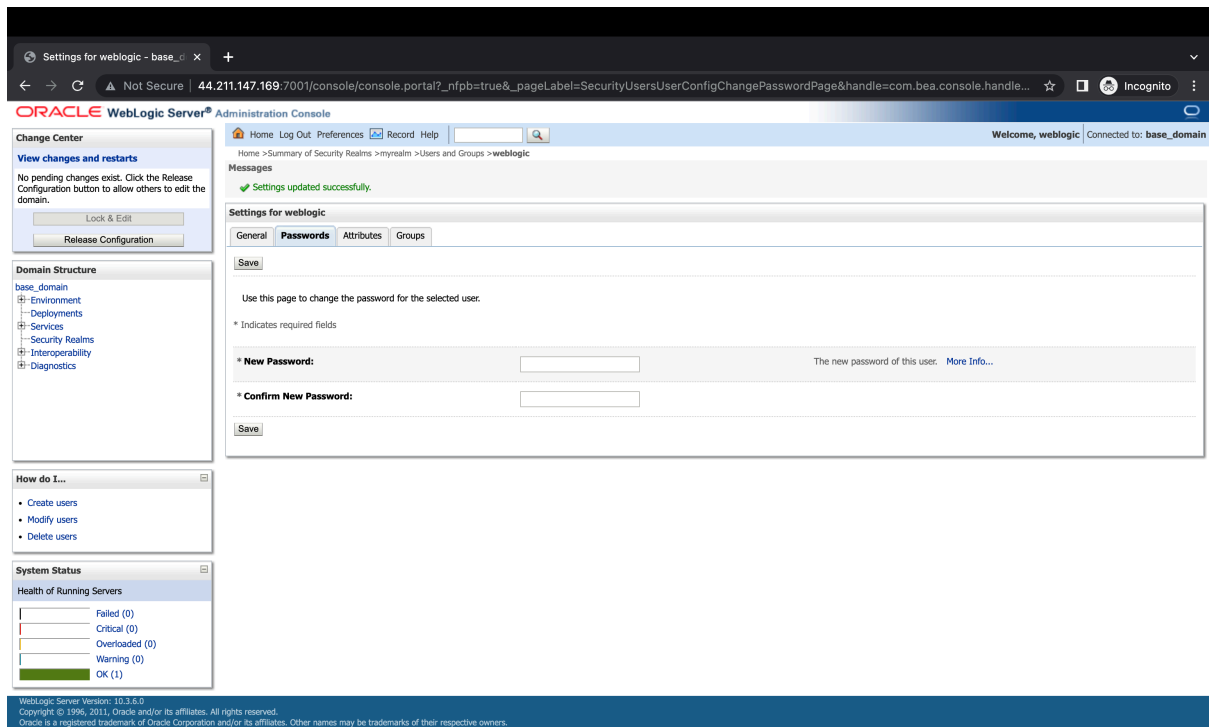 Settings for weblogic - base_d
Not Secure | 44.211.147.169:7001/console/console.portal?_nfpb=true&_pageLabel=SecurityUsersUserConfigChangePasswordPage&handle=com.bea.console.handle...
Incognito
ORACLE WebLogic Server® Administration Console
Change Center
View changes and restarts
No pending changes exist. Click the Release
Configuration button to allow others to edit the
domain.
Lock & Edit
Release Configuration
Domain Structure
base_domain
Environment
Deployments
Services
Security Realms
Interoperability
Diagnostics
How do I...
• Create users
• Modify users
• Delete users
System Status
Health of Running Servers
Failed (0)
Critical (0)
Overloaded (0)
Warning (0)
OK (1)
Home Log Out Preferences Record Help
Welcome, weblogic Connected to: base_domain
Home >Summary of Security Realms >myrealm >Users and Groups >weblogic
Messages
Settings updated successfully.
Settings for weblogic
General Passwords Attributes Groups
Save
Use this page to change the password for the selected user.
* Indicates required fields
* New Password: The new password of this user. More Info...
* Confirm New Password:
Save
WebLogic Server Version: 10.3.6.0
Copyright © 1996, 2011, Oracle and/or its affiliates. All rights reserved.
Oracle is a registered trademark of Oracle Corporation and/or its affiliates. Other names may be trademarks of their respective owners.